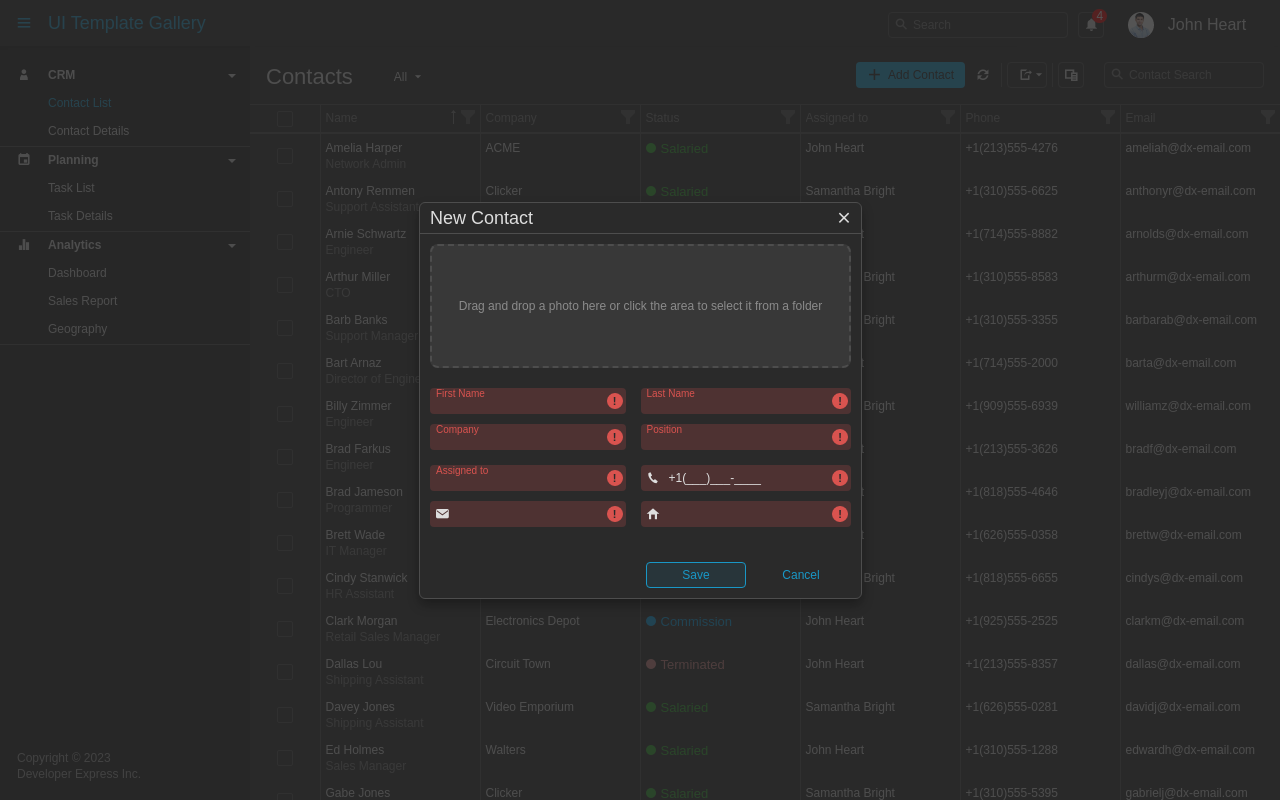 UI Template Gallery
Search
4
John Heart
CRM
Contact List
Contact Details
Planning
Task List
Task Details
Analytics
Dashboard
Sales Report
Geography
Copyright © 2023
Developer Express Inc.
Contacts
All
Add Contact
Contact Search
Name Company Status Assigned to Phone Email
Amelia Harper ACME Salaried John Heart +1(213)555-4276 ameliah@dx-email.com
Network Admin
Antony Remmen Clicker Salaried Samantha Bright +1(310)555-6625 anthonyr@dx-email.com
Support Assistant
Arnie Schwartz +1(714)555-8882 arnolds@dx-email.com
Engineer
Arthur Miller Bright +1(310)555-8583 arthurm@dx-email.com
CTO
Barb Banks Bright +1(310)555-3355 barbarab@dx-email.com
Support Manager
Bart Arnaz +1(714)555-2000 barta@dx-email.com
Director of Engine
Billy Zimmer Bright +1(909)555-6939 williamz@dx-email.com
Engineer
Brad Farkus +1(213)555-3626 bradf@dx-email.com
Engineer
Brad Jameson +1(818)555-4646 bradleyj@dx-email.com
Programmer
Brett Wade +1(626)555-0358 brettw@dx-email.com
IT Manager
Cindy Stanwick Bright +1(818)555-6655 cindys@dx-email.com
HR Assistant
Clark Morgan Electronics Depot Commission John Heart +1(925)555-2525 clarkm@dx-email.com
Retail Sales Manager
Dallas Lou Circuit Town Terminated John Heart +1(213)555-8357 dallas@dx-email.com
Shipping Assistant
Davey Jones Video Emporium Salaried Samantha Bright +1(626)555-0281 davidj@dx-email.com
Shipping Assistant
Ed Holmes Walters Salaried John Heart +1(310)555-1288 edwardh@dx-email.com
Sales Manager
Gabe Jones Clicker Salaried Samantha Bright +1(310)555-5395 gabrielj@dx-email.com
New Contact
Drag and drop a photo here or click the area to select it from a folder
First Name Last Name
Company Position
Assigned to +1(___)___-____
Save Cancel